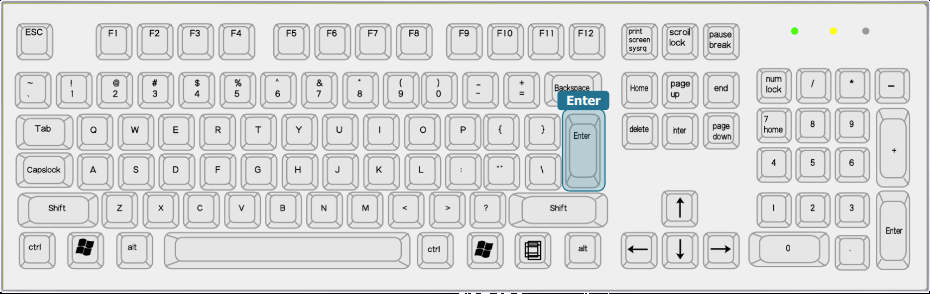 ESC F1 F2 F3 F4 F5 F6 F7 F8 F9 F10 F11 F12 print screen sysrq scroll lock pause break
~ ` ! 1 @ 2 # 3 $ 4 % 5 ^ 6 & 7 * 8 ( 9 ) 0 - - + = Backspace Home page up end num lock / * −
Enter
Tab Q W E R T Y U I O P { } Enter delete inter page down 7 home 8 9 +
Capslock A S D F G H J K L : "" \ 4 5 6
Shift Z X C V B N M < > ? Shift ↑ 1 2 3 Enter
ctrl alt ctrl alt ← ↓ → 0 .